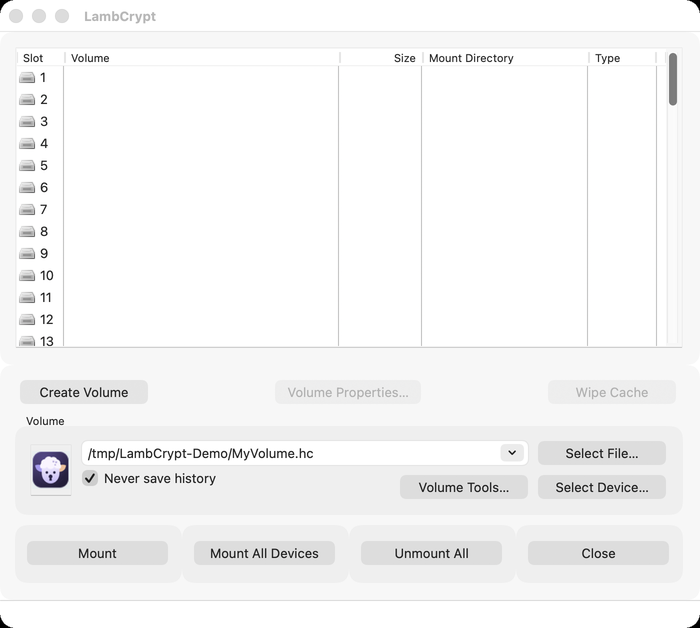 LambCrypt
Slot Volume Size Mount Directory Type
1
2
3
4
5
6
7
8
9
10
11
12
13
Create Volume Volume Properties... Wipe Cache
Volume
/tmp/LambCrypt-Demo/MyVolume.hc Select File...
Never save history
Volume Tools... Select Device...
Mount Mount All Devices Unmount All Close